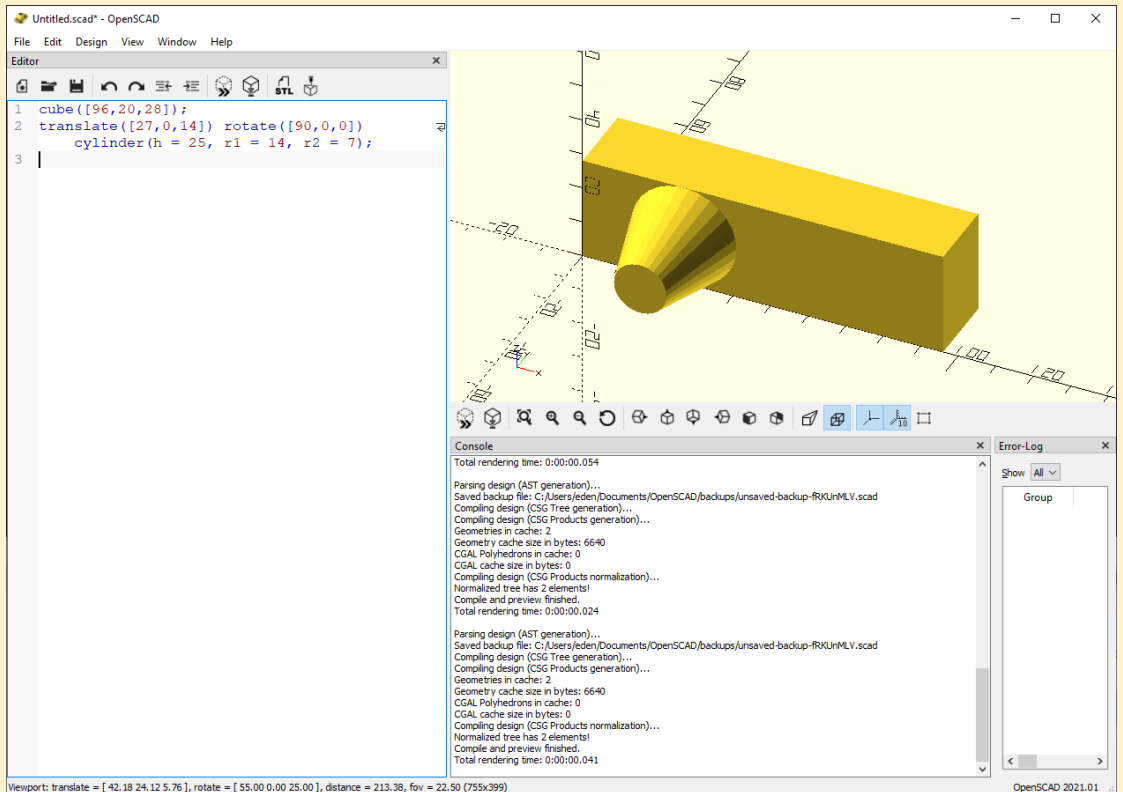 Untitled.scad* - OpenSCAD
File Edit Design View Window Help
Editor
STL
1 cube([96,20,28]);
2 translate([27,0,14]) rotate([90,0,0])
cylinder(h = 25, r1 = 14, r2 = 7);
3
-20
20
-20
x
100
120
10
Console
Total rendering time: 0:00:00.054
Parsing design (AST generation)...
Saved backup file: C:/Users/eden/Documents/OpenSCAD/backups/unsaved-backup-fRKUnMLV.scad
Compiling design (CSG Tree generation)...
Compiling design (CSG Products generation)...
Geometries in cache: 2
Geometry cache size in bytes: 6640
CGAL Polyhedrons in cache: 0
CGAL cache size in bytes: 0
Compiling design (CSG Products normalization)...
Normalized tree has 2 elements!
Compile and preview finished.
Total rendering time: 0:00:00.024
Parsing design (AST generation)...
Saved backup file: C:/Users/eden/Documents/OpenSCAD/backups/unsaved-backup-fRKUnMLV.scad
Compiling design (CSG Tree generation)...
Compiling design (CSG Products generation)...
Geometries in cache: 2
Geometry cache size in bytes: 6640
CGAL Polyhedrons in cache: 0
CGAL cache size in bytes: 0
Compiling design (CSG Products normalization)...
Normalized tree has 2 elements!
Compile and preview finished.
Total rendering time: 0:00:00.041
Error-Log
Show All
Group
Viewport: translate = [ 42.18 24.12 5.76 ], rotate = [ 55.00 0.00 25.00 ], distance = 213.38, fov = 22.50 (755x399)
OpenSCAD 2021.01